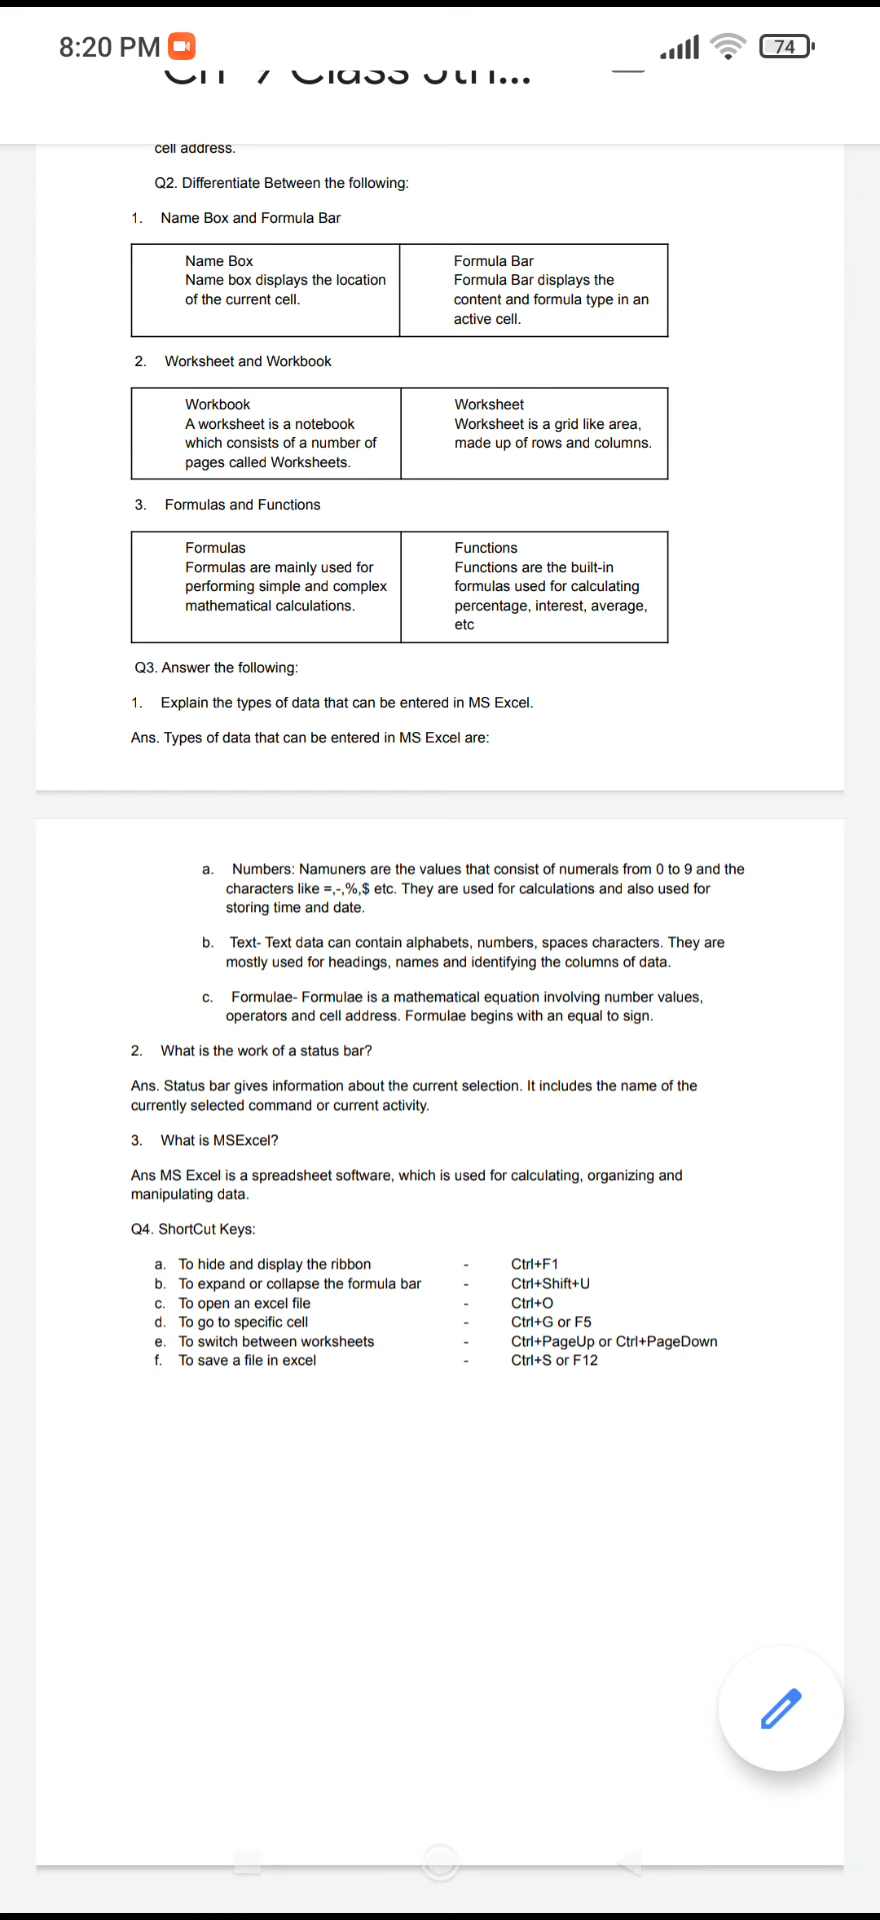 8:20 PM
74
cell address.
Q2. Differentiate Between the following:
1. Name Box and Formula Bar
Name Box
Name box displays the location
of the current cell.
Formula Bar
Formula Bar displays the
content and formula type in an
active cell.
2. Worksheet and Workbook
Workbook
A worksheet is a notebook
which consists of a number of
pages called Worksheets.
Worksheet
Worksheet is a grid like area,
made up of rows and columns.
3. Formulas and Functions
Formulas
Formulas are mainly used for
performing simple and complex
mathematical calculations.
Functions
Functions are the built-in
formulas used for calculating
percentage, interest, average,
etc
Q3. Answer the following:
1. Explain the types of data that can be entered in MS Excel.
Ans. Types of data that can be entered in MS Excel are:
a. Numbers: Namuners are the values that consist of numerals from 0 to 9 and the
characters like =,-,%,$ etc. They are used for calculations and also used for
storing time and date.
b. Text- Text data can contain alphabets, numbers, spaces characters. They are
mostly used for headings, names and identifying the columns of data.
c. Formulae- Formulae is a mathematical equation involving number values,
operators and cell address. Formulae begins with an equal to sign.
2. What is the work of a status bar?
Ans. Status bar gives information about the current selection. It includes the name of the
currently selected command or current activity.
3. What is MSExcel?
Ans MS Excel is a spreadsheet software, which is used for calculating, organizing and
manipulating data.
Q4. ShortCut Keys:
a. To hide and display the ribbon - Ctrl+F1
b. To expand or collapse the formula bar - Ctrl+Shift+U
c. To open an excel file - Ctrl+O
d. To go to specific cell - Ctrl+G or F5
e. To switch between worksheets - Ctrl+PageUp or Ctrl+PageDown
f. To save a file in excel - Ctrl+S or F12